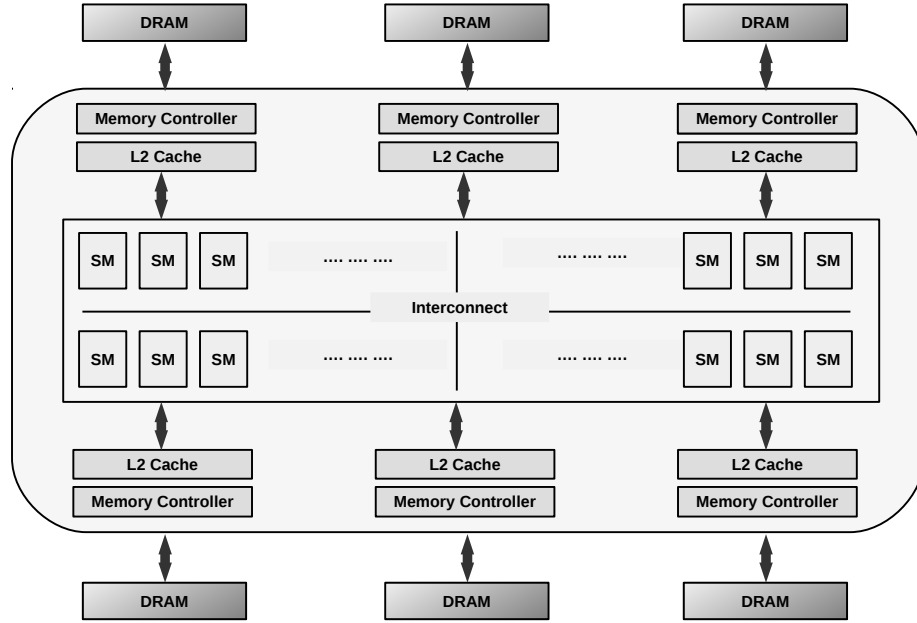 DRAM DRAM DRAM
Memory Controller Memory Controller Memory Controller
L2 Cache L2 Cache L2 Cache
SM SM SM .... .... .... .... .... .... SM SM SM
Interconnect
SM SM SM .... .... .... .... .... .... SM SM SM
L2 Cache L2 Cache L2 Cache
Memory Controller Memory Controller Memory Controller
DRAM DRAM DRAM